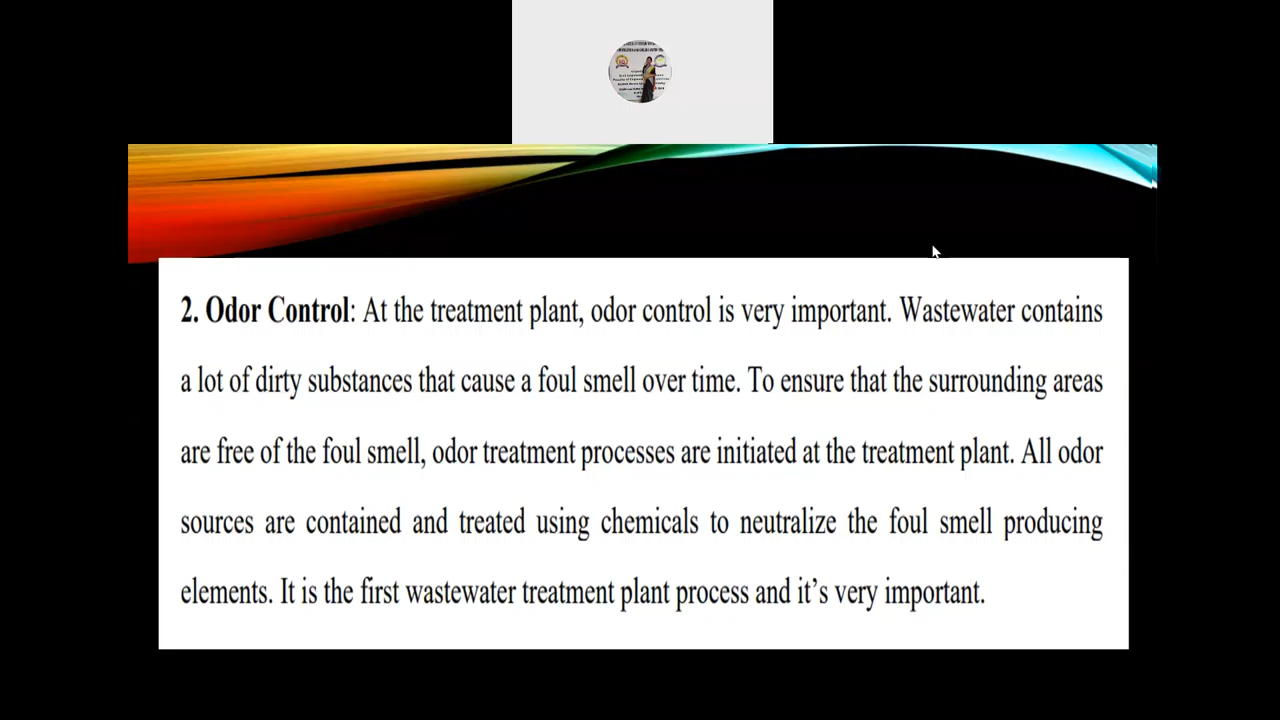 2. Odor Control: At the treatment plant, odor control is very important. Wastewater contains
a lot of dirty substances that cause a foul smell over time. To ensure that the surrounding areas
are free of the foul smell, odor treatment processes are initiated at the treatment plant. All odor
sources are contained and treated using chemicals to neutralize the foul smell producing
elements. It is the first wastewater treatment plant process and it’s very important.